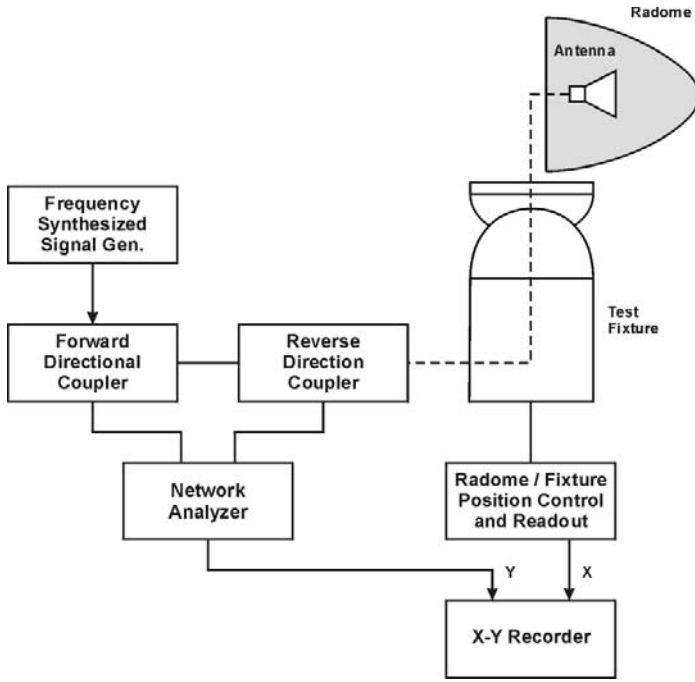 Radome
Antenna
Frequency
Synthesized
Signal Gen.
Forward
Directional
Coupler
Reverse
Direction
Coupler
Test
Fixture
Network
Analyzer
Radome / Fixture
Position Control
and Readout
Y
X
X-Y Recorder